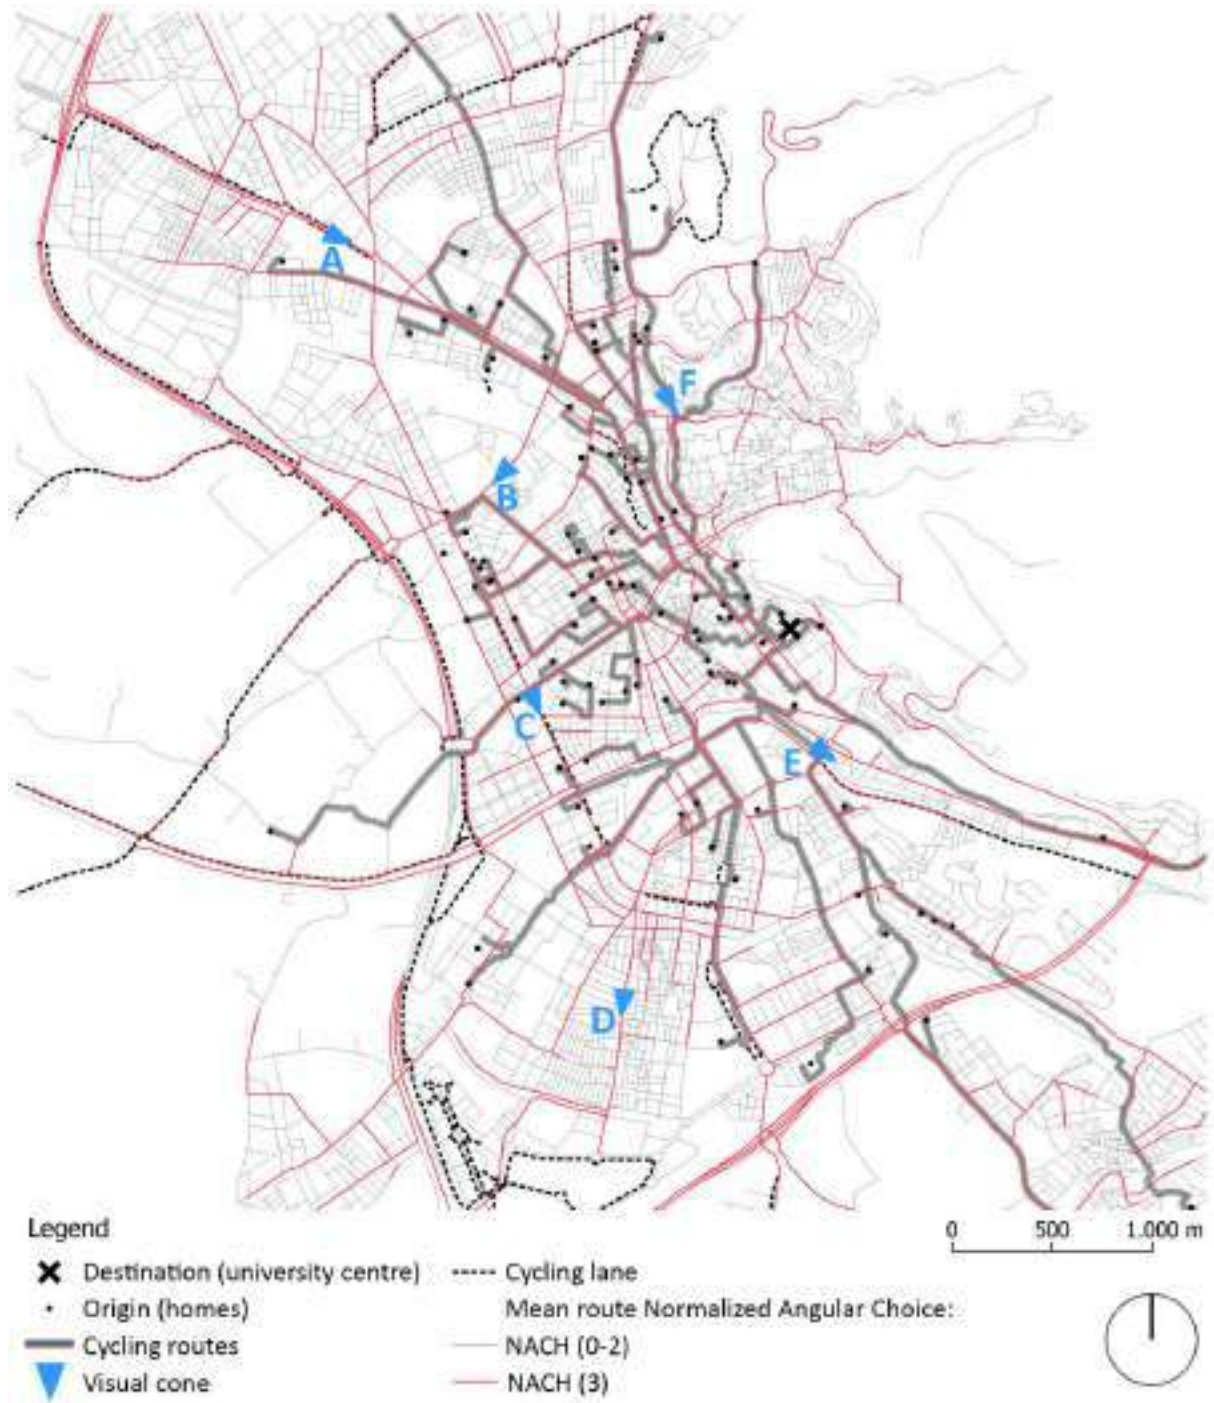 A
F
B
C
E
D
Legend
0 500 1.000 m
Destination (university centre) Cycling lane
Origin (homes) Mean route Normalized Angular Choice:
Cycling routes NACH (0-2)
Visual cone NACH (3)